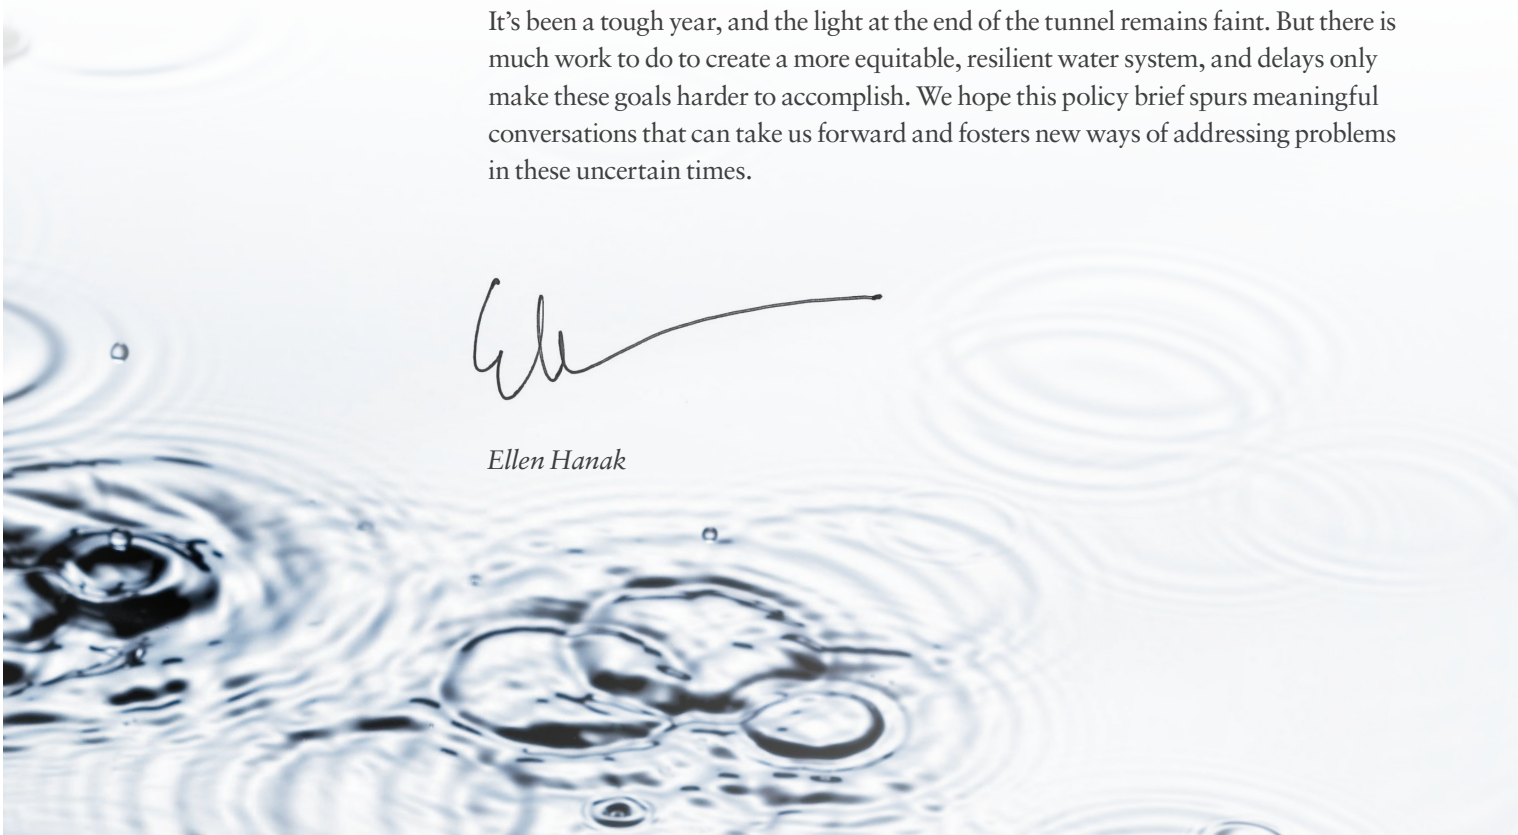 It’s been a tough year, and the light at the end of the tunnel remains faint. But there is
much work to do to create a more equitable, resilient water system, and delays only
make these goals harder to accomplish. We hope this policy brief spurs meaningful
conversations that can take us forward and fosters new ways of addressing problems
in these uncertain times.
Ellen
Ellen Hanak